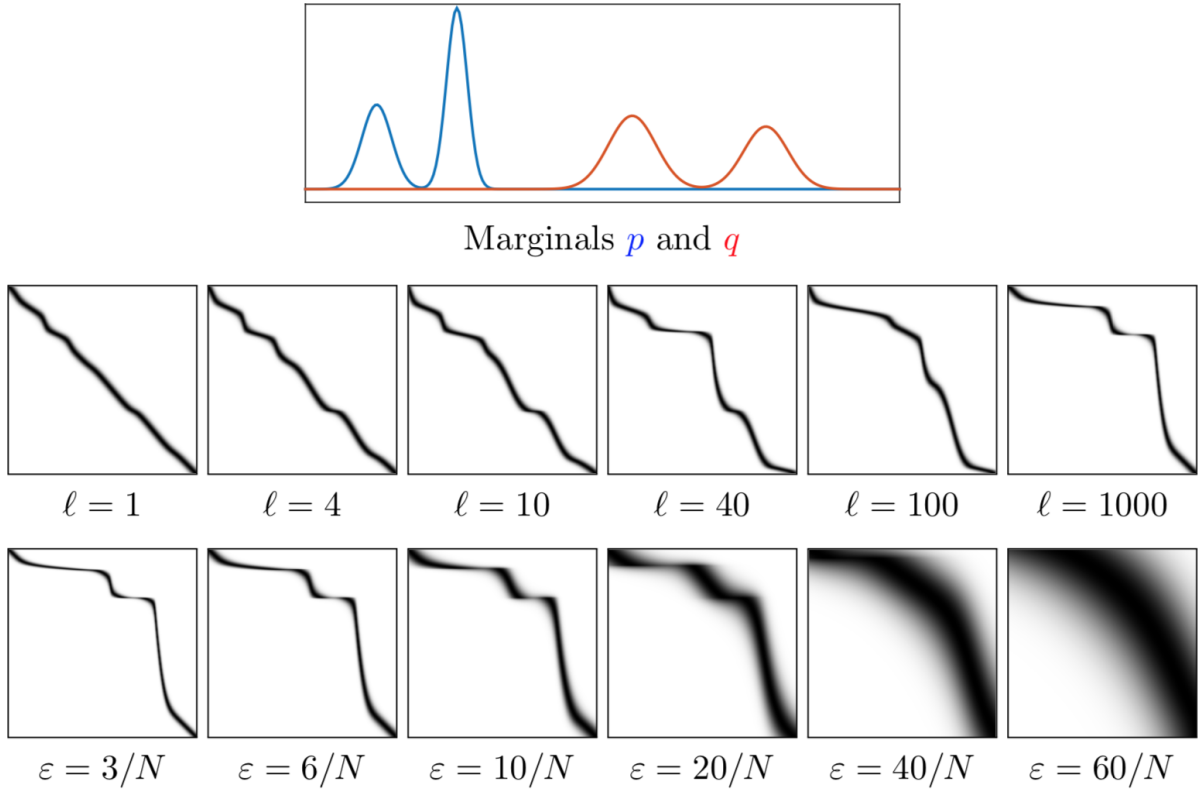 Marginals p and q
ℓ = 1 ℓ = 4 ℓ = 10 ℓ = 40 ℓ = 100 ℓ = 1000
ε = 3/N ε = 6/N ε = 10/N ε = 20/N ε = 40/N ε = 60/N